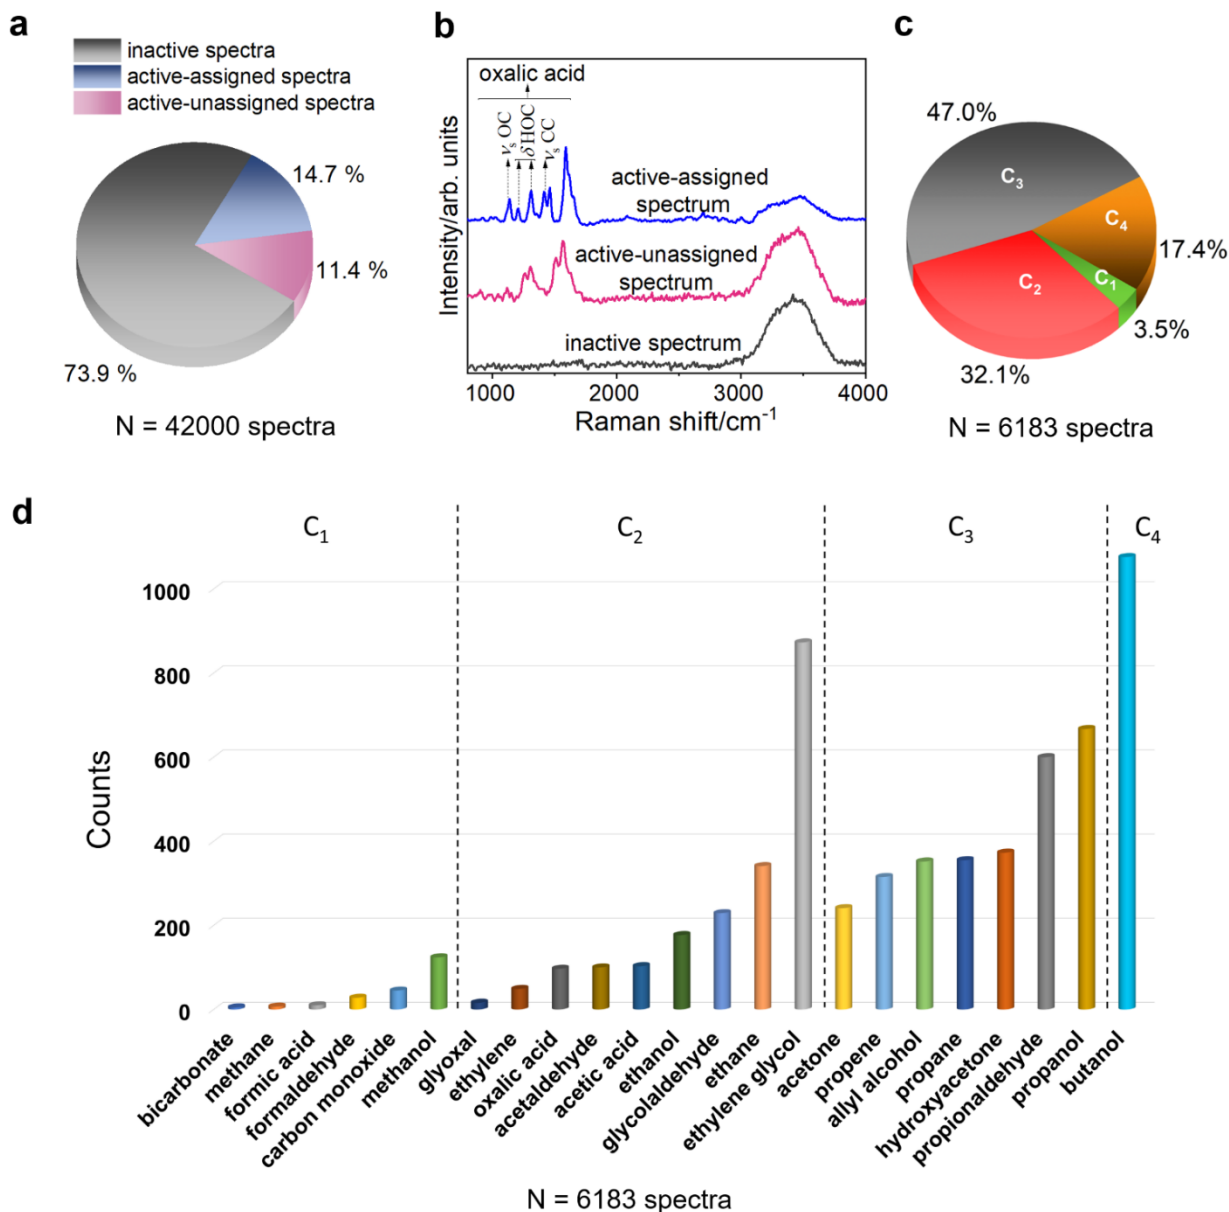 a
inactive spectra
active-assigned spectra
active-unassigned spectra
14.7 %
11.4 %
73.9 %
N = 42000 spectra
b
Intensity/arb. units
oxalic acid
νs OC
δ HOC
νs CC
active-assigned
spectrum
active-unassigned
spectrum
inactive spectrum
1000 2000 3000 4000
Raman shift/cm⁻¹
c
47.0%
C₃
C₄
17.4%
C₁
3.5%
C₂
32.1%
N = 6183 spectra
d
C₁ C₂ C₃ C₄
Counts
1000
800
600
400
200
0
bicarbonate
methane
formic acid
formaldehyde
carbon monoxide
methanol
glyoxal
ethylene
oxalic acid
acetaldehyde
acetic acid
ethanol
glycolaldehyde
ethane
ethylene glycol
acetone
propene
allyl alcohol
propane
hydroxyacetone
propionaldehyde
propanol
butanol
N = 6183 spectra